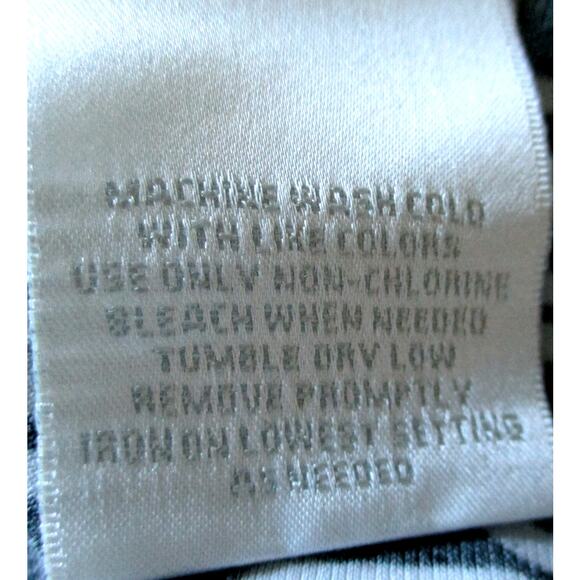 MACHINE WASH COLD
WITH LIKE COLORS
USE ONLY NON-CHLORINE
BLEACH WHEN NEEDED
TUMBLE DRY LOW
REMOVE PROMPTLY
IRON ON LOWEST SETTING
AS NEEDED